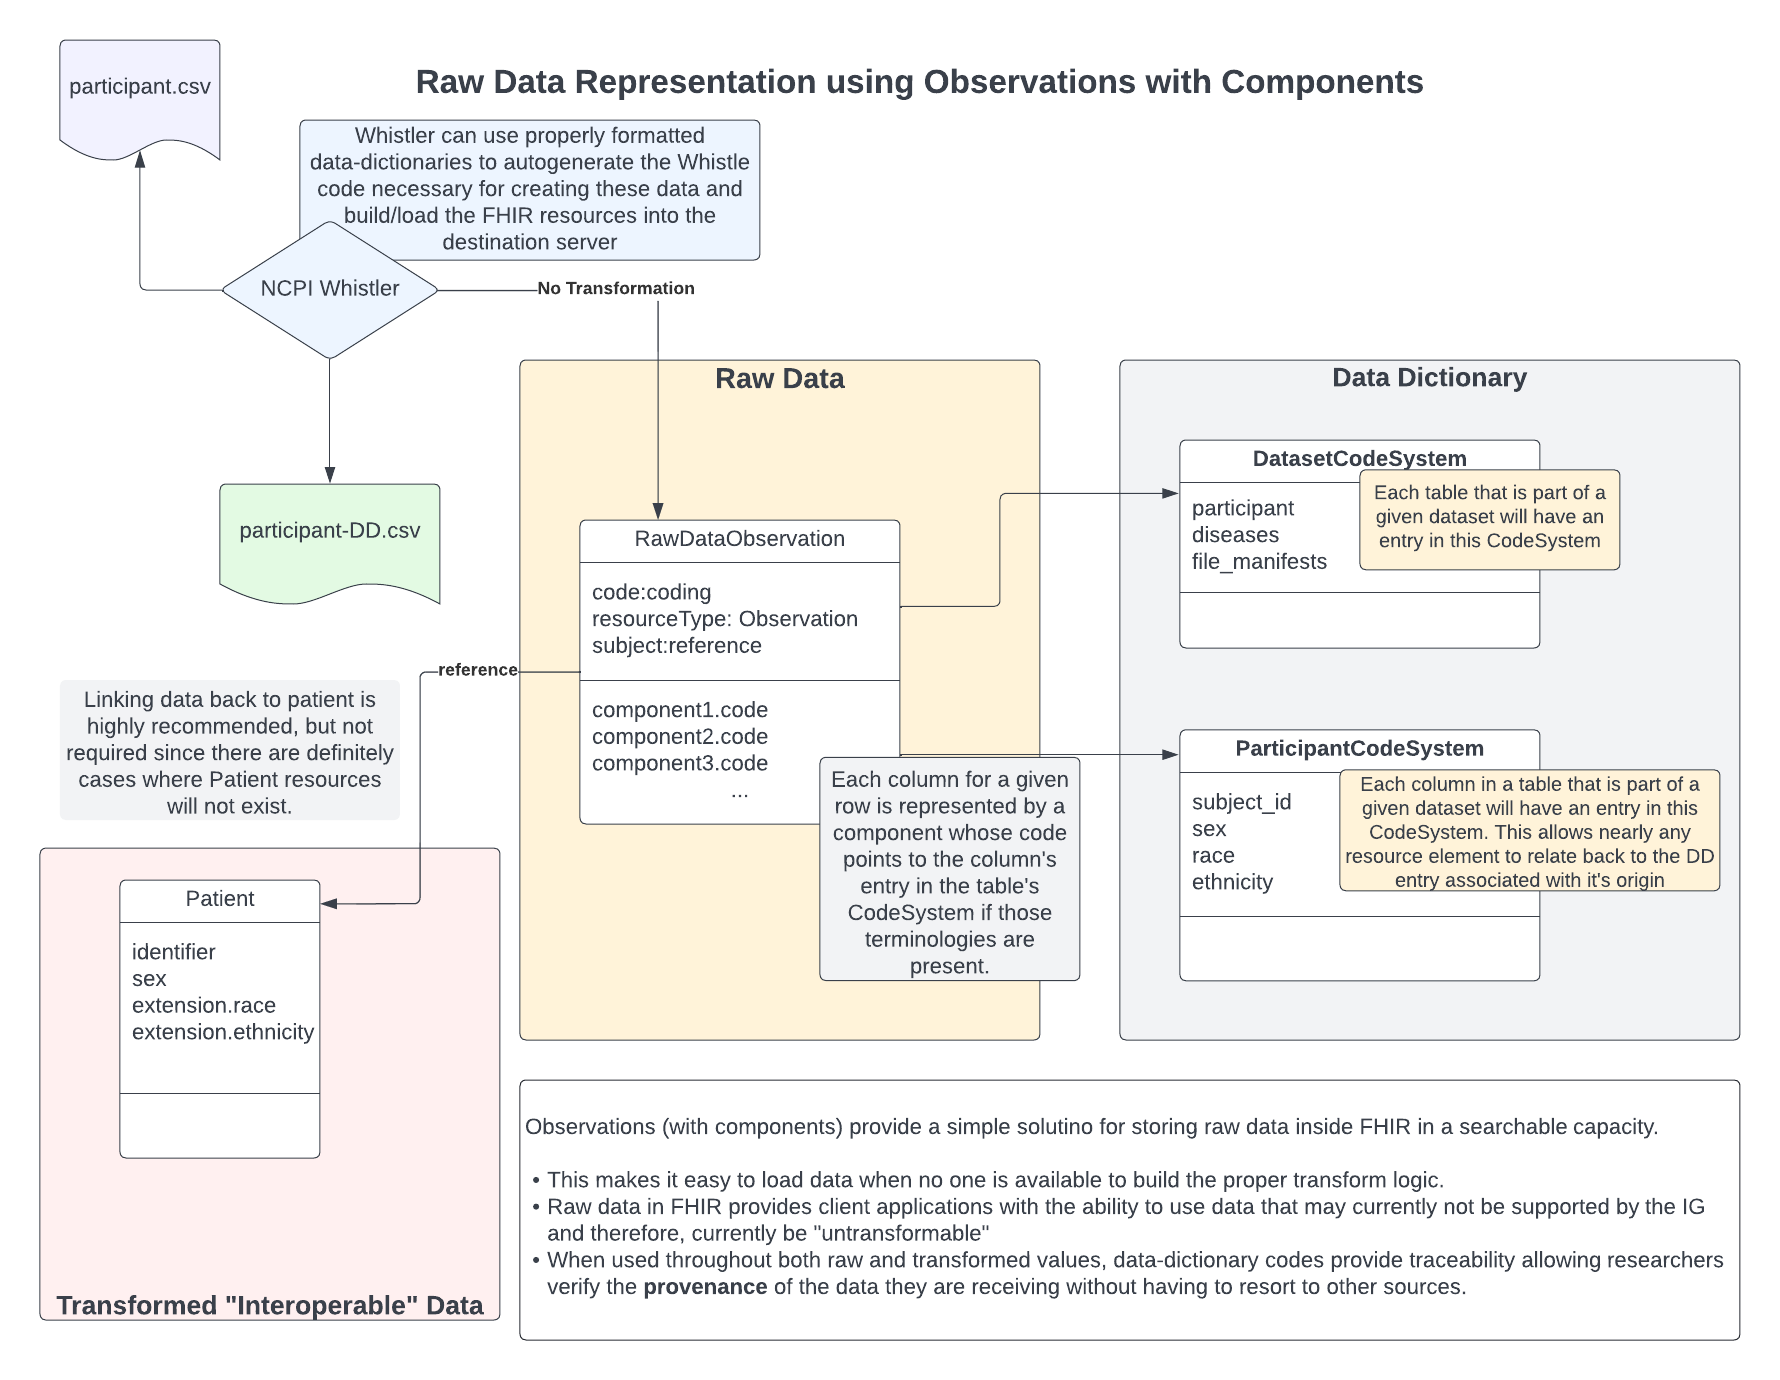 participant.csv
Raw Data Representation using Observations with Components
Whistler can use properly formatted
data-dictionaries to autogenerate the Whistle
code necessary for creating these data and
build/load the FHIR resources into the
destination server
NCPI Whistler
No Transformation
participant-DD.csv
Raw Data
RawDataObservation
code:coding
resourceType: Observation
subject:reference
component1.code
component2.code
component3.code
...
Each column for a given
row is represented by a
component whose code
points to the column's
entry in the table's
CodeSystem if those
terminologies are
present.
Data Dictionary
DatasetCodeSystem
participant
diseases
file_manifests
Each table that is part of a
given dataset will have an
entry in this CodeSystem
ParticipantCodeSystem
subject_id
sex
race
ethnicity
Each column in a table that is part of a
given dataset will have an entry in this
CodeSystem. This allows nearly any
resource element to relate back to the DD
entry associated with it's origin
reference
Linking data back to patient is
highly recommended, but not
required since there are definitely
cases where Patient resources
will not exist.
Patient
identifier
sex
extension.race
extension.ethnicity
Transformed "Interoperable" Data
Observations (with components) provide a simple solutino for storing raw data inside FHIR in a searchable capacity.
• This makes it easy to load data when no one is available to build the proper transform logic.
• Raw data in FHIR provides client applications with the ability to use data that may currently not be supported by the IG
and therefore, currently be "untransformable"
• When used throughout both raw and transformed values, data-dictionary codes provide traceability allowing researchers
verify the provenance of the data they are receiving without having to resort to other sources.